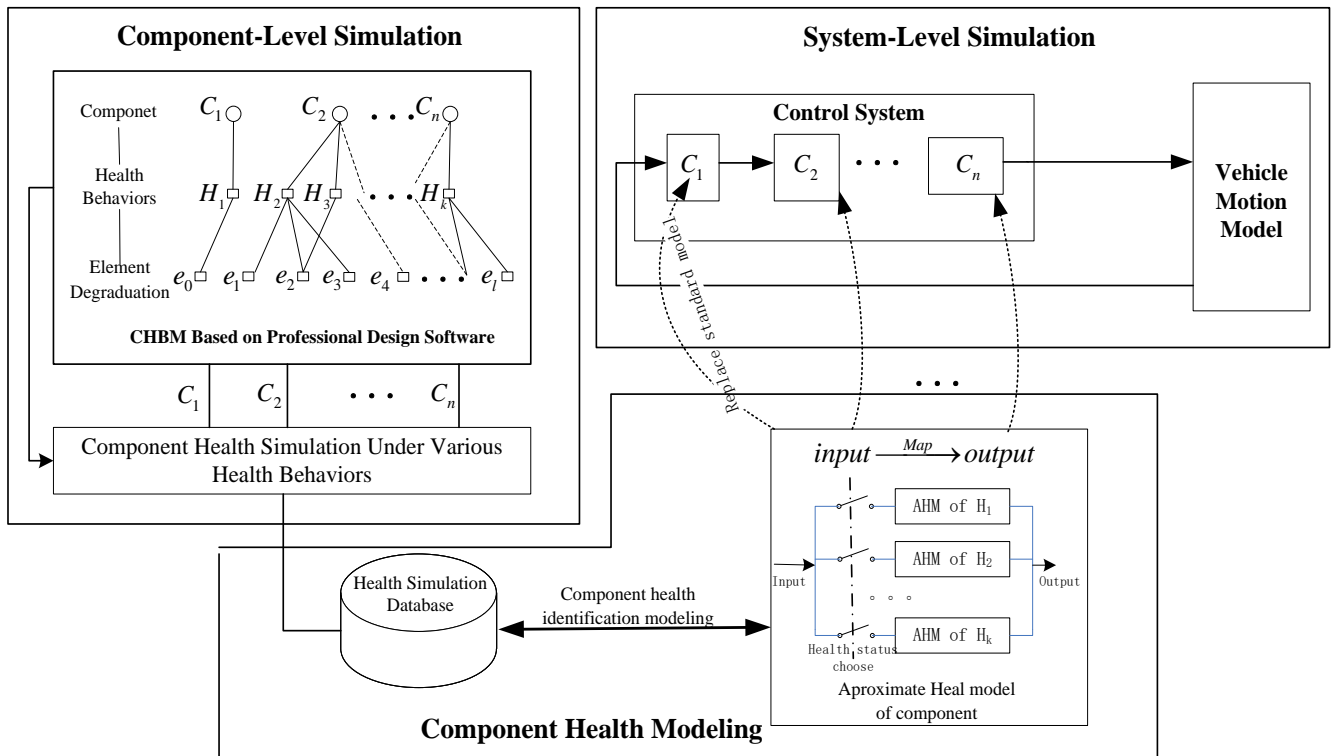 Component-Level Simulation
Componet
C1
C2
• • •
Cn
Health
Behaviors
H1
H2
H3
• • •
Hk
Element
Degraduation
e0
e1
e2
e3
e4
• • •
el
CHBM Based on Professional Design Software
C1
C2
• • •
Cn
Component Health Simulation Under Various
Health Behaviors
System-Level Simulation
Control System
C1
C2
• • •
Cn
Vehicle
Motion
Model
Replace standard model
• • •
Health Simulation
Database
Component health
identification modeling
input Map output
AHM of H1
AHM of H2
Input
Output
。 。 。
AHM of Hk
Health status
choose
Aproximate Heal model
of component
Component Health Modeling